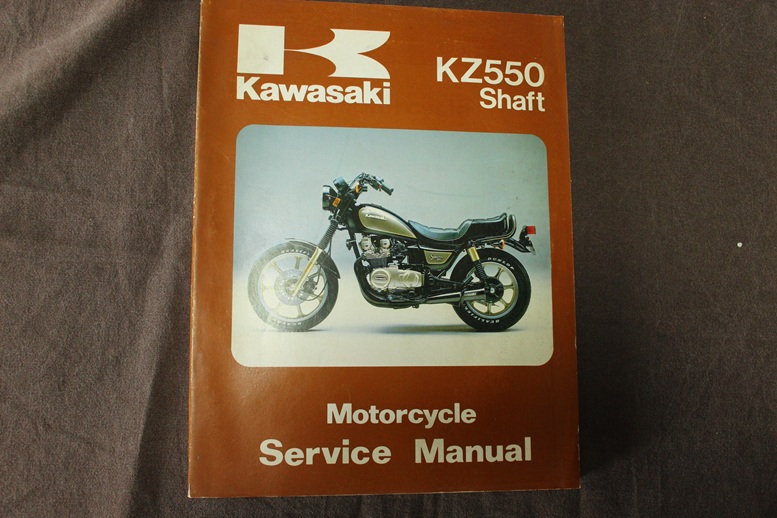 Kawasaki
KZ550
Shaft
Motorcycle
Service Manual